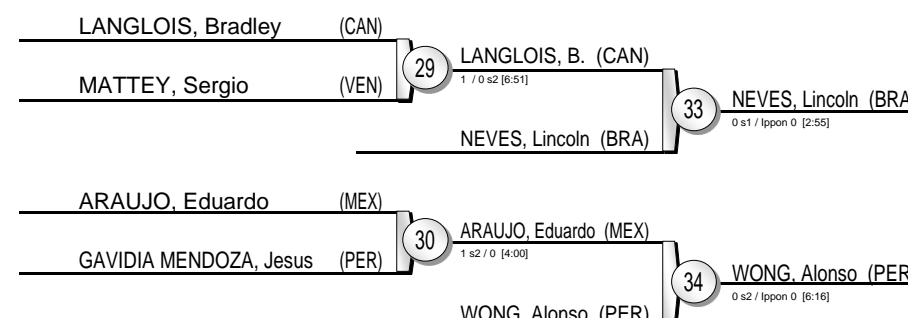 LANGLOIS, Bradley (CAN)
29
LANGLOIS, B. (CAN)
1 / 0 s2 [6:51]
MATTEY, Sergio (VEN)
33
NEVES, Lincoln (BRA
0 s1 / Ippon 0 [2:55]
NEVES, Lincoln (BRA)
ARAUJO, Eduardo (MEX)
30
ARAUJO, Eduardo (MEX)
1 s2 / 0 [4:00]
GAVIDIA MENDOZA, Jesus (PER)
34
WONG, Alonso (PER
0 s2 / Ippon 0 [6:16]
WONG, Alonso (PER)